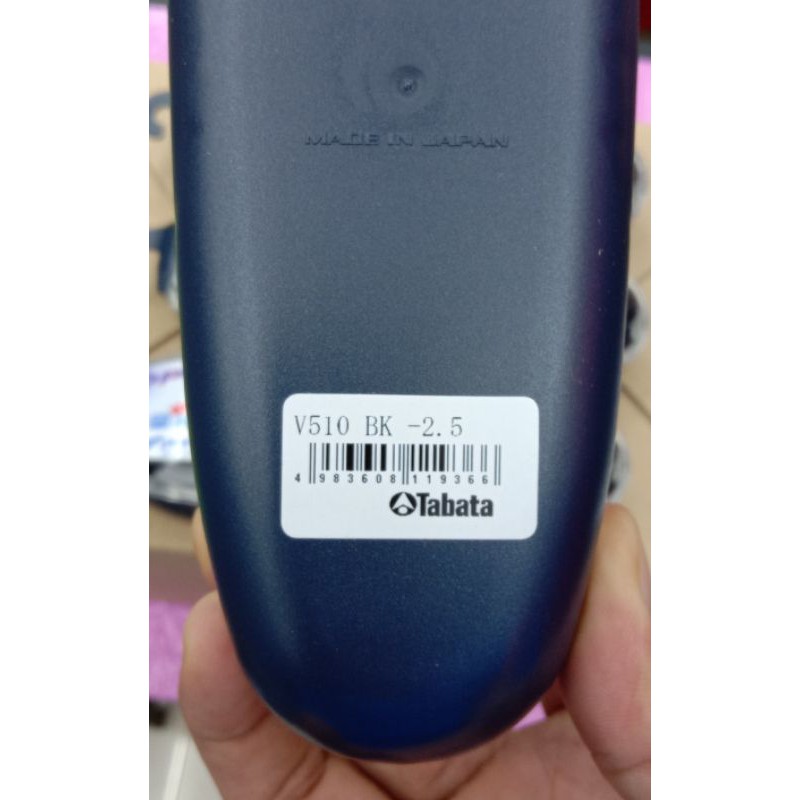 MADE IN JAPAN
V510 BK -2.5
4 983608 119366
Tabata